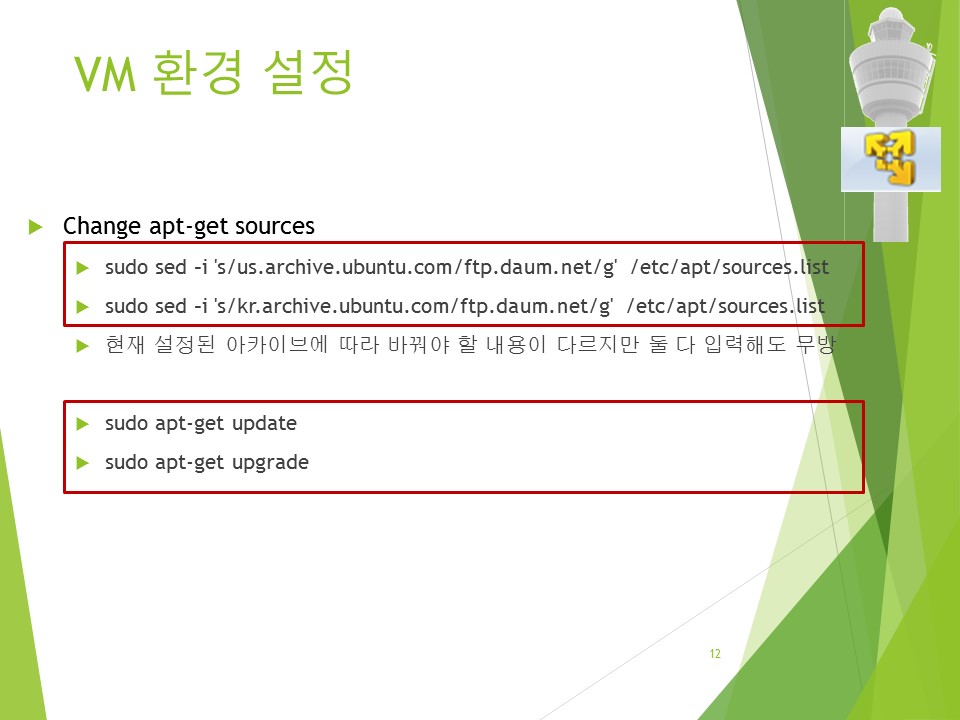 VM 환경 설정
Change apt-get sources
sudo sed –i 's/us.archive.ubuntu.com/ftp.daum.net/g' /etc/apt/sources.list
sudo sed –i 's/kr.archive.ubuntu.com/ftp.daum.net/g' /etc/apt/sources.list
현재 설정된 아카이브에 따라 바꿔야 할 내용이 다르지만 둘 다 입력해도 무방
sudo apt-get update
sudo apt-get upgrade
12